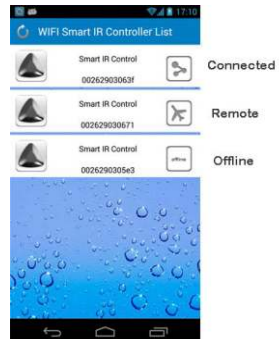 17:10
WIFI Smart IR Controller List
Smart IR Control
00262903063f
Connected
Smart IR Control
002629030671
Remote
Smart IR Control
0026290305e3
offline
Offline